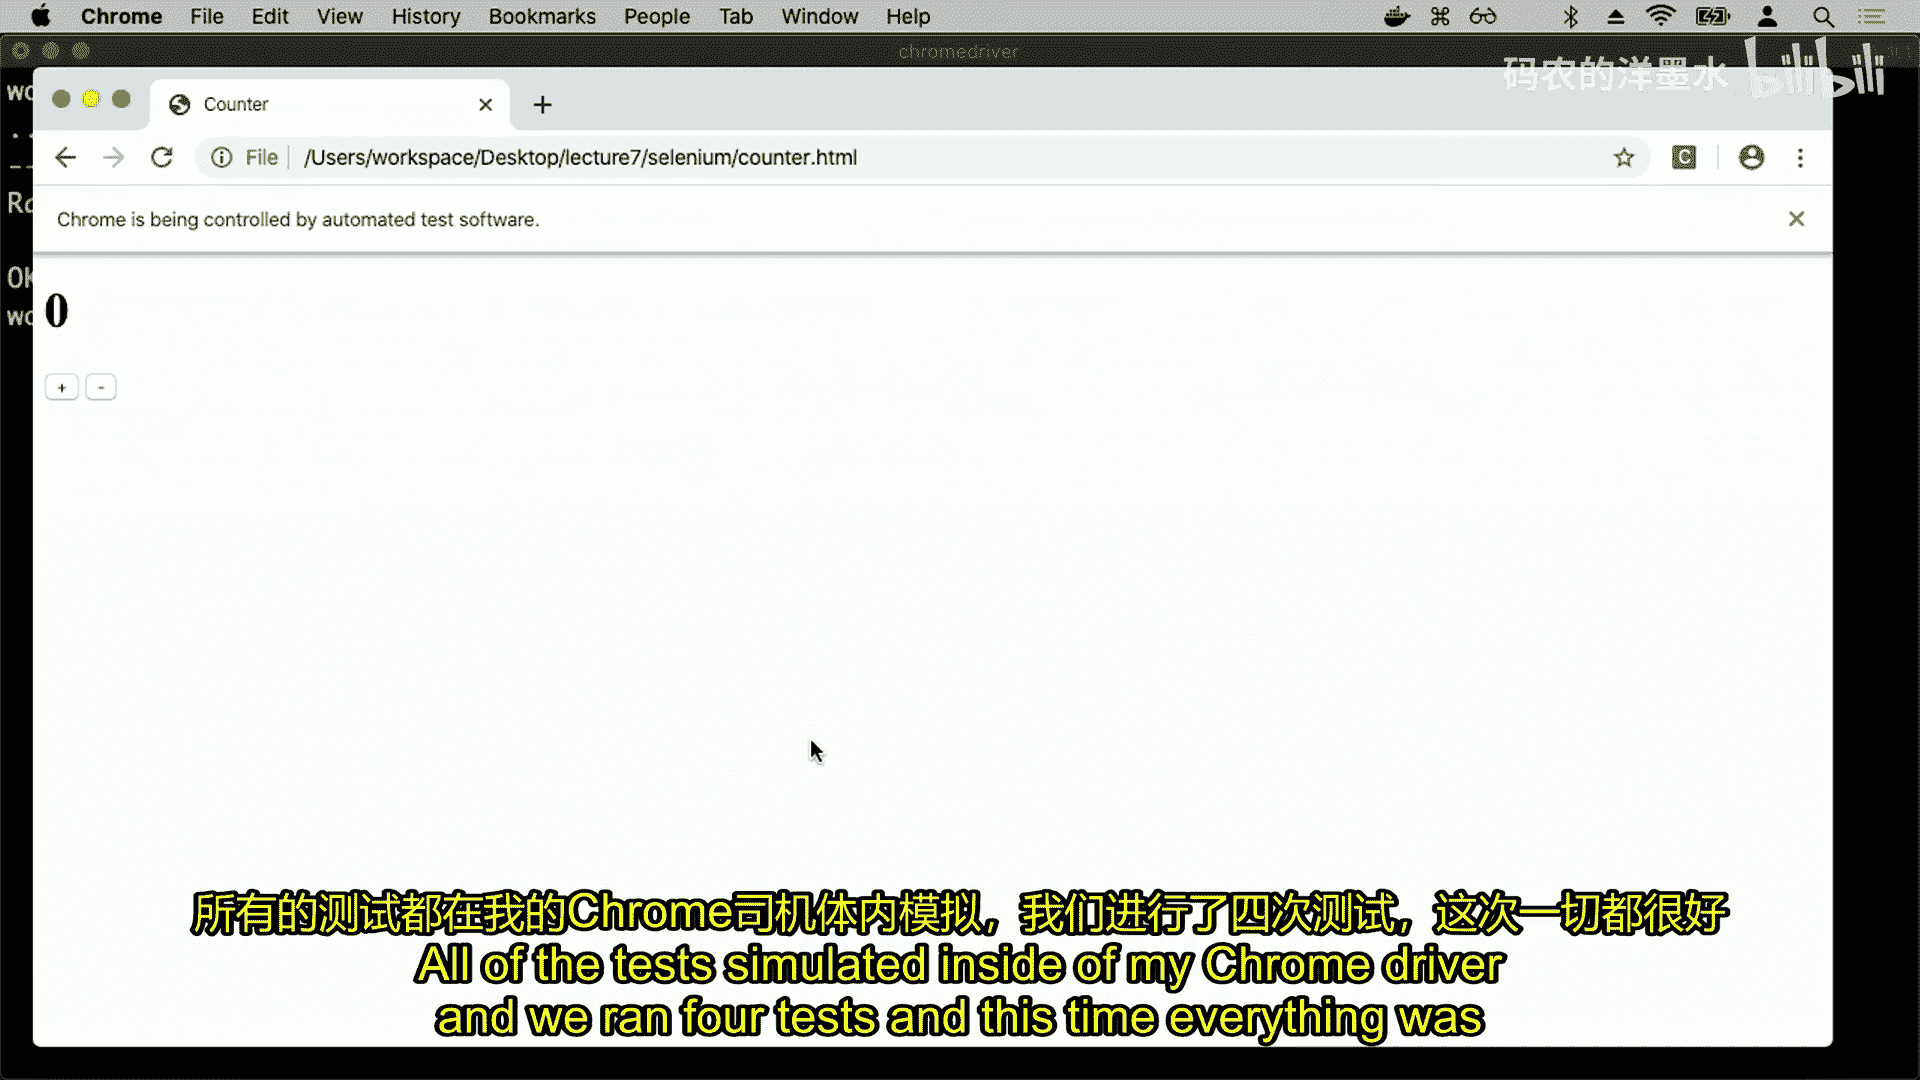 Chrome File Edit View History Bookmarks People Tab Window Help
chromedriver
码农的洋墨水 bilibili
Counter
File /Users/workspace/Desktop/lecture7/selenium/counter.html
Chrome is being controlled by automated test software.
0
+ -
所有的测试都在我的Chrome司机体内模拟，我们进行了四次测试，这次一切都很好
All of the tests simulated inside of my Chrome driver
and we ran four tests and this time everything was